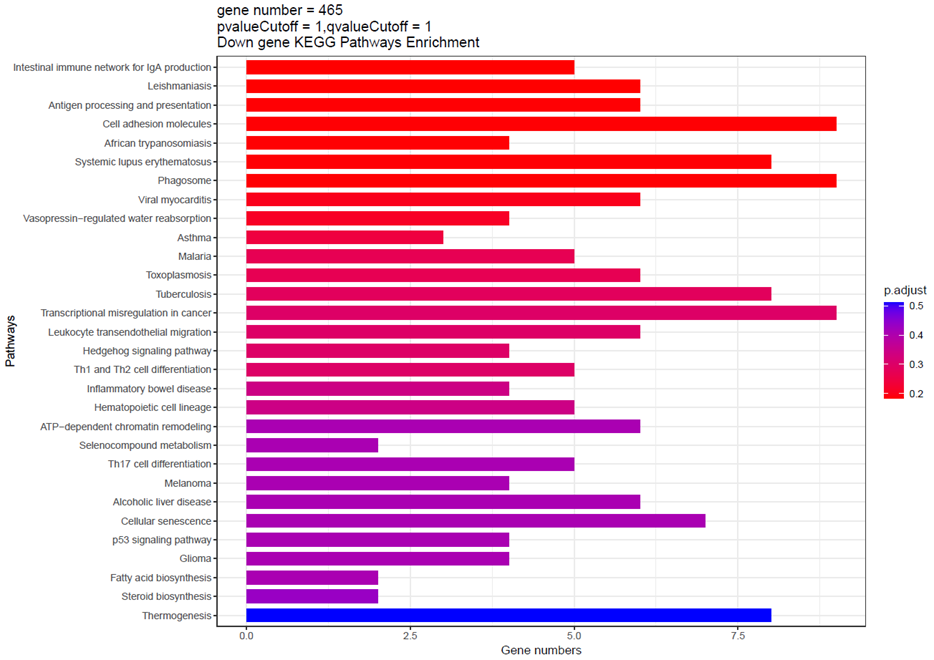 gene number = 465
pvalueCutoff = 1,qvalueCutoff = 1
Down gene KEGG Pathways Enrichment
Intestinal immune network for IgA production
Leishmaniasis
Antigen processing and presentation
Cell adhesion molecules
African trypanosomiasis
Systemic lupus erythematosus
Phagosome
Viral myocarditis
Vasopressin−regulated water reabsorption
Asthma
Malaria
Toxoplasmosis
Tuberculosis
Transcriptional misregulation in cancer
Leukocyte transendothelial migration
Hedgehog signaling pathway
Th1 and Th2 cell differentiation
Inflammatory bowel disease
Hematopoietic cell lineage
ATP−dependent chromatin remodeling
Selenocompound metabolism
Th17 cell differentiation
Melanoma
Alcoholic liver disease
Cellular senescence
p53 signaling pathway
Glioma
Fatty acid biosynthesis
Steroid biosynthesis
Thermogenesis
Pathways
0.0 2.5 5.0 7.5
Gene numbers
p.adjust
0.5
0.4
0.3
0.2